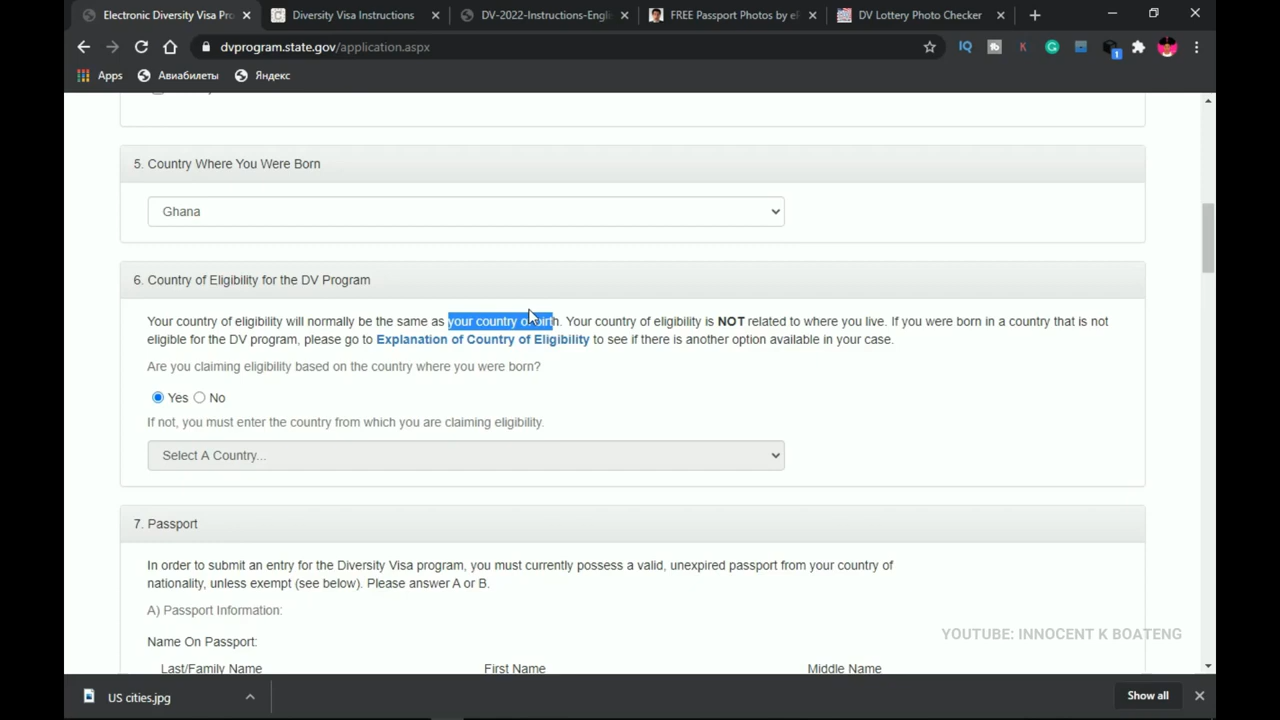 Electronic Diversity Visa Pro
Diversity Visa Instructions
DV-2022-Instructions-Engli
FREE Passport Photos by eP
DV Lottery Photo Checker
dvprogram.state.gov/application.aspx
Apps
Авиабилеты
Яндекс
5. Country Where You Were Born
Ghana
6. Country of Eligibility for the DV Program
Your country of eligibility will normally be the same as your country of birth. Your country of eligibility is NOT related to where you live. If you were born in a country that is not
eligible for the DV program, please go to Explanation of Country of Eligibility to see if there is another option available in your case.
Are you claiming eligibility based on the country where you were born?
Yes No
If not, you must enter the country from which you are claiming eligibility.
Select A Country...
7. Passport
In order to submit an entry for the Diversity Visa program, you must currently possess a valid, unexpired passport from your country of
nationality, unless exempt (see below). Please answer A or B.
A) Passport Information:
YOUTUBE: INNOCENT K BOATENG
Name On Passport:
Last/Family Name First Name Middle Name
US cities.jpg
Show all